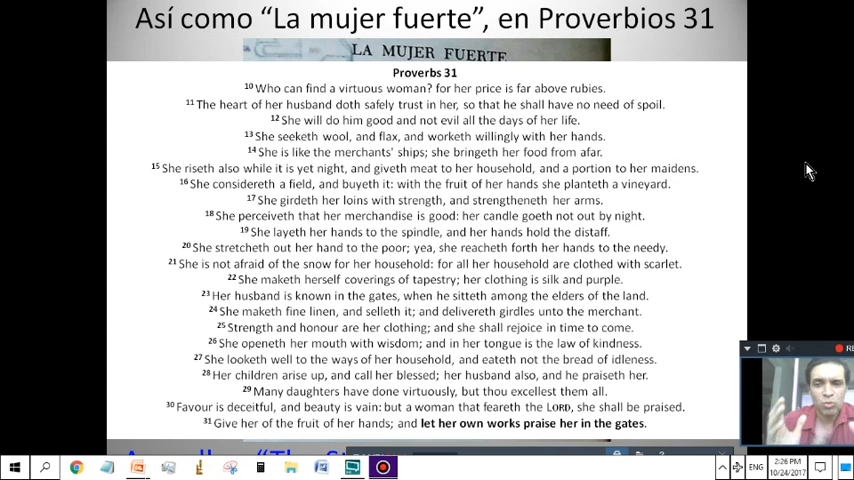 Así como “La mujer fuerte”, en Proverbios 31
LA MUJER FUERTE
Proverbs 31
10 Who can find a virtuous woman? for her price is far above rubies.
11 The heart of her husband doth safely trust in her, so that he shall have no need of spoil.
12 She will do him good and not evil all the days of her life.
13 She seeketh wool, and flax, and worketh willingly with her hands.
14 She is like the merchants' ships; she bringeth her food from afar.
15 She riseth also while it is yet night, and giveth meat to her household, and a portion to her maidens.
16 She considereth a field, and buyeth it: with the fruit of her hands she planteth a vineyard.
17 She girdeth her loins with strength, and strengtheneth her arms.
18 She perceiveth that her merchandise is good: her candle goeth not out by night.
19 She layeth her hands to the spindle, and her hands hold the distaff.
20 She stretcheth out her hand to the poor; yea, she reacheth forth her hands to the needy.
21 She is not afraid of the snow for her household: for all her household are clothed with scarlet.
22 She maketh herself coverings of tapestry; her clothing is silk and purple.
23 Her husband is known in the gates, when he sitteth among the elders of the land.
24 She maketh fine linen, and selleth it; and delivereth girdles unto the merchant.
25 Strength and honour are her clothing; and she shall rejoice in time to come.
26 She openeth her mouth with wisdom; and in her tongue is the law of kindness.
27 She looketh well to the ways of her household, and eateth not the bread of idleness.
28 Her children arise up, and call her blessed; her husband also, and he praiseth her.
29 Many daughters have done virtuously, but thou excellest them all.
30 Favour is deceitful, and beauty is vain: but a woman that feareth the LORD, she shall be praised.
31 Give her of the fruit of her hands; and let her own works praise her in the gates.
RE
ENG
2:26 PM
10/24/2017